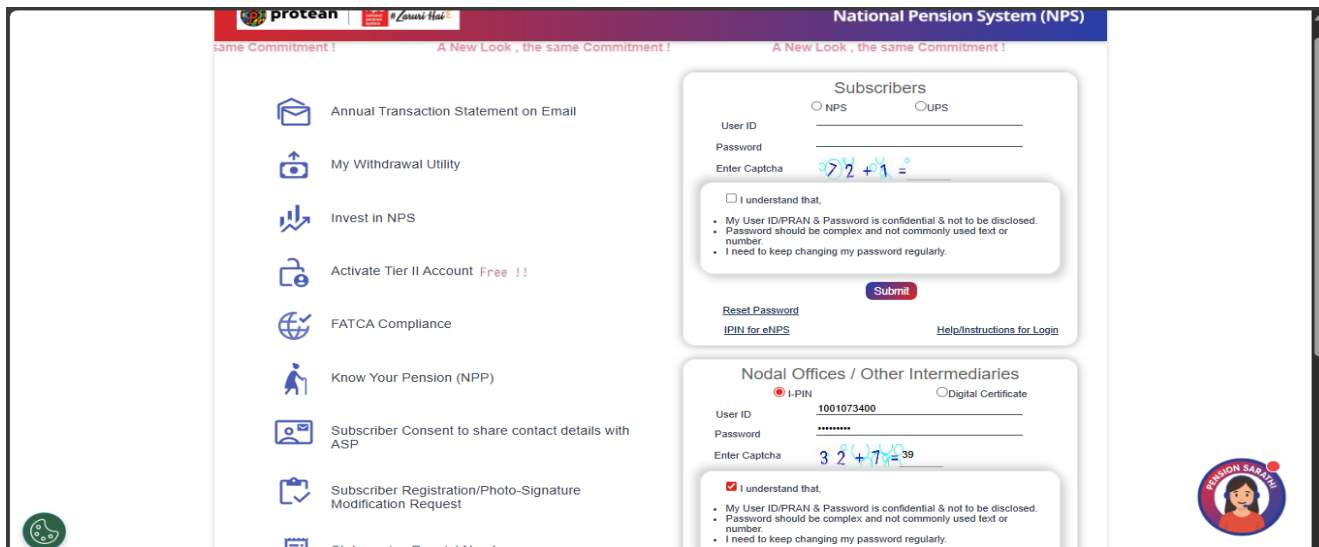 protean
#Zaruri Hai
National Pension System (NPS)
same Commitment !
A New Look , the same Commitment !
A New Look , the same Commitment !
Annual Transaction Statement on Email
My Withdrawal Utility
Invest in NPS
Activate Tier II Account Free !!
FATCA Compliance
Know Your Pension (NPP)
Subscriber Consent to share contact details with
ASP
Subscriber Registration/Photo-Signature
Modification Request
Subscribers
NPS
UPS
User ID
Password
Enter Captcha
72 + 1 =
I understand that,
• My User ID/PRAN & Password is confidential & not to be disclosed.
• Password should be complex and not commonly used text or
number.
• I need to keep changing my password regularly.
Submit
Reset Password
IPIN for eNPS
Help/Instructions for Login
Nodal Offices / Other Intermediaries
I-PIN
Digital Certificate
User ID 1001073400
Password •••••••••
Enter Captcha 32 + 7 = 39
I understand that,
• My User ID/PRAN & Password is confidential & not to be disclosed.
• Password should be complex and not commonly used text or
number.
• I need to keep changing my password regularly.
PENSION SARATHI